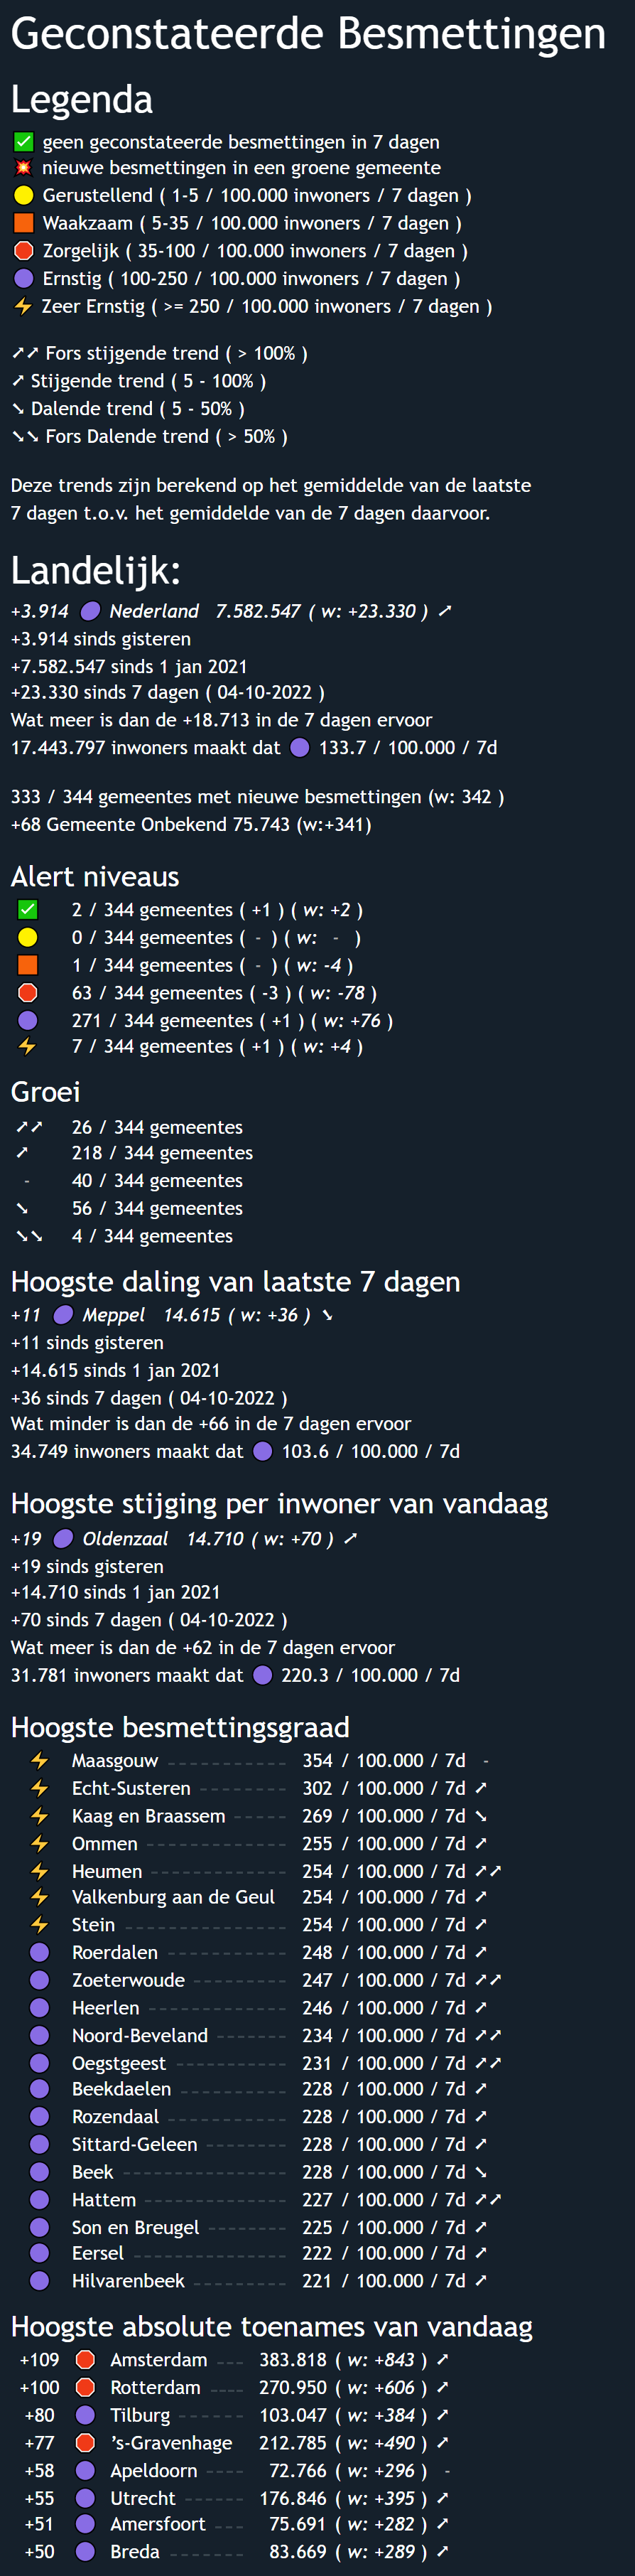 Geconstateerde Besmettingen
Legenda
✅ geen geconstateerde besmettingen in 7 dagen
💥 nieuwe besmettingen in een groene gemeente
🟡 Gerustellend ( 1-5 / 100.000 inwoners / 7 dagen )
🟧 Waakzaam ( 5-35 / 100.000 inwoners / 7 dagen )
🛑 Zorgelijk ( 35-100 / 100.000 inwoners / 7 dagen )
🟣 Ernstig ( 100-250 / 100.000 inwoners / 7 dagen )
⚡ Zeer Ernstig ( >= 250 / 100.000 inwoners / 7 dagen )
➚➚ Fors stijgende trend ( > 100% )
➚ Stijgende trend ( 5 - 100% )
➘ Dalende trend ( 5 - 50% )
➘➘ Fors Dalende trend ( > 50% )
Deze trends zijn berekend op het gemiddelde van de laatste
7 dagen t.o.v. het gemiddelde van de 7 dagen daarvoor.
Landelijk:
+3.914 🟣 Nederland 7.582.547 ( w: +23.330 ) ➚
+3.914 sinds gisteren
+7.582.547 sinds 1 jan 2021
+23.330 sinds 7 dagen ( 04-10-2022 )
Wat meer is dan de +18.713 in de 7 dagen ervoor
17.443.797 inwoners maakt dat 🟣 133.7 / 100.000 / 7d
333 / 344 gemeentes met nieuwe besmettingen (w: 342 )
+68 Gemeente Onbekend 75.743 (w:+341)
Alert niveaus
✅ 2 / 344 gemeentes ( +1 ) ( w: +2 )
🟡 0 / 344 gemeentes ( - ) ( w: - )
🟧 1 / 344 gemeentes ( - ) ( w: -4 )
🛑 63 / 344 gemeentes ( -3 ) ( w: -78 )
🟣 271 / 344 gemeentes ( +1 ) ( w: +76 )
⚡ 7 / 344 gemeentes ( +1 ) ( w: +4 )
Groei
➚➚ 26 / 344 gemeentes
➚ 218 / 344 gemeentes
- 40 / 344 gemeentes
➘ 56 / 344 gemeentes
➘➘ 4 / 344 gemeentes
Hoogste daling van laatste 7 dagen
+11 🟣 Meppel 14.615 ( w: +36 ) ➘
+11 sinds gisteren
+14.615 sinds 1 jan 2021
+36 sinds 7 dagen ( 04-10-2022 )
Wat minder is dan de +66 in de 7 dagen ervoor
34.749 inwoners maakt dat 🟣 103.6 / 100.000 / 7d
Hoogste stijging per inwoner van vandaag
+19 🟣 Oldenzaal 14.710 ( w: +70 ) ➚
+19 sinds gisteren
+14.710 sinds 1 jan 2021
+70 sinds 7 dagen ( 04-10-2022 )
Wat meer is dan de +62 in de 7 dagen ervoor
31.781 inwoners maakt dat 🟣 220.3 / 100.000 / 7d
Hoogste besmettingsgraad
⚡ Maasgouw ------------ 354 / 100.000 / 7d -
⚡ Echt-Susteren --------- 302 / 100.000 / 7d ➚
⚡ Kaag en Braassem ----- 269 / 100.000 / 7d ➘
⚡ Ommen -------------- 255 / 100.000 / 7d ➚
⚡ Heumen -------------- 254 / 100.000 / 7d ➚➚
⚡ Valkenburg aan de Geul 254 / 100.000 / 7d ➚
⚡ Stein ---------------- 254 / 100.000 / 7d ➚
🟣 Roerdalen ------------ 248 / 100.000 / 7d ➚
🟣 Zoeterwoude --------- 247 / 100.000 / 7d ➚➚
🟣 Heerlen -------------- 246 / 100.000 / 7d ➚
🟣 Noord-Beveland ------- 234 / 100.000 / 7d ➚➚
🟣 Oegstgeest ----------- 231 / 100.000 / 7d ➚➚
🟣 Beekdaelen ----------- 228 / 100.000 / 7d ➚
🟣 Rozendaal ------------ 228 / 100.000 / 7d ➚
🟣 Sittard-Geleen -------- 228 / 100.000 / 7d ➚
🟣 Beek ---------------- 228 / 100.000 / 7d ➘
🟣 Hattem -------------- 227 / 100.000 / 7d ➚➚
🟣 Son en Breugel -------- 225 / 100.000 / 7d ➚
🟣 Eersel --------------- 222 / 100.000 / 7d ➚
🟣 Hilvarenbeek --------- 221 / 100.000 / 7d ➚
Hoogste absolute toenames van vandaag
+109 🛑 Amsterdam --- 383.818 ( w: +843 ) ➚
+100 🛑 Rotterdam ---- 270.950 ( w: +606 ) ➚
+80 🟣 Tilburg ------- 103.047 ( w: +384 ) ➚
+77 🛑 's-Gravenhage 212.785 ( w: +490 ) ➚
+58 🟣 Apeldoorn ---- 72.766 ( w: +296 ) -
+55 🟣 Utrecht ------ 176.846 ( w: +395 ) ➚
+51 🟣 Amersfoort --- 75.691 ( w: +282 ) ➚
+50 🟣 Breda -------- 83.669 ( w: +289 ) ➚